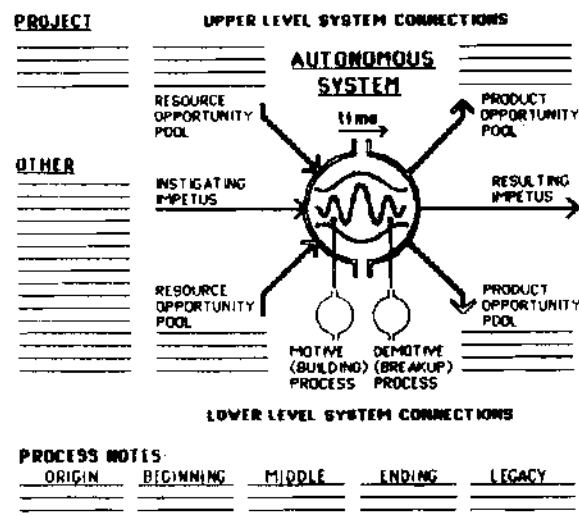 PROJECT
UPPER LEVEL SYSTEM CONNECTIONS
AUTONOMOUS
SYSTEM
time
RESOURCE
OPPORTUNITY
POOL
PRODUCT
OPPORTUNITY
POOL
OTHER
INSTIGATING
IMPETUS
RESULTING
IMPETUS
RESOURCE
OPPORTUNITY
POOL
PRODUCT
OPPORTUNITY
POOL
MOTIVE
(BUILDING)
PROCESS
DEMOTIVE
(BREAKUP)
PROCESS
LOWER LEVEL SYSTEM CONNECTIONS
PROCESS NOTES:
ORIGIN BEGINNING MIDDLE ENDING LEGACY